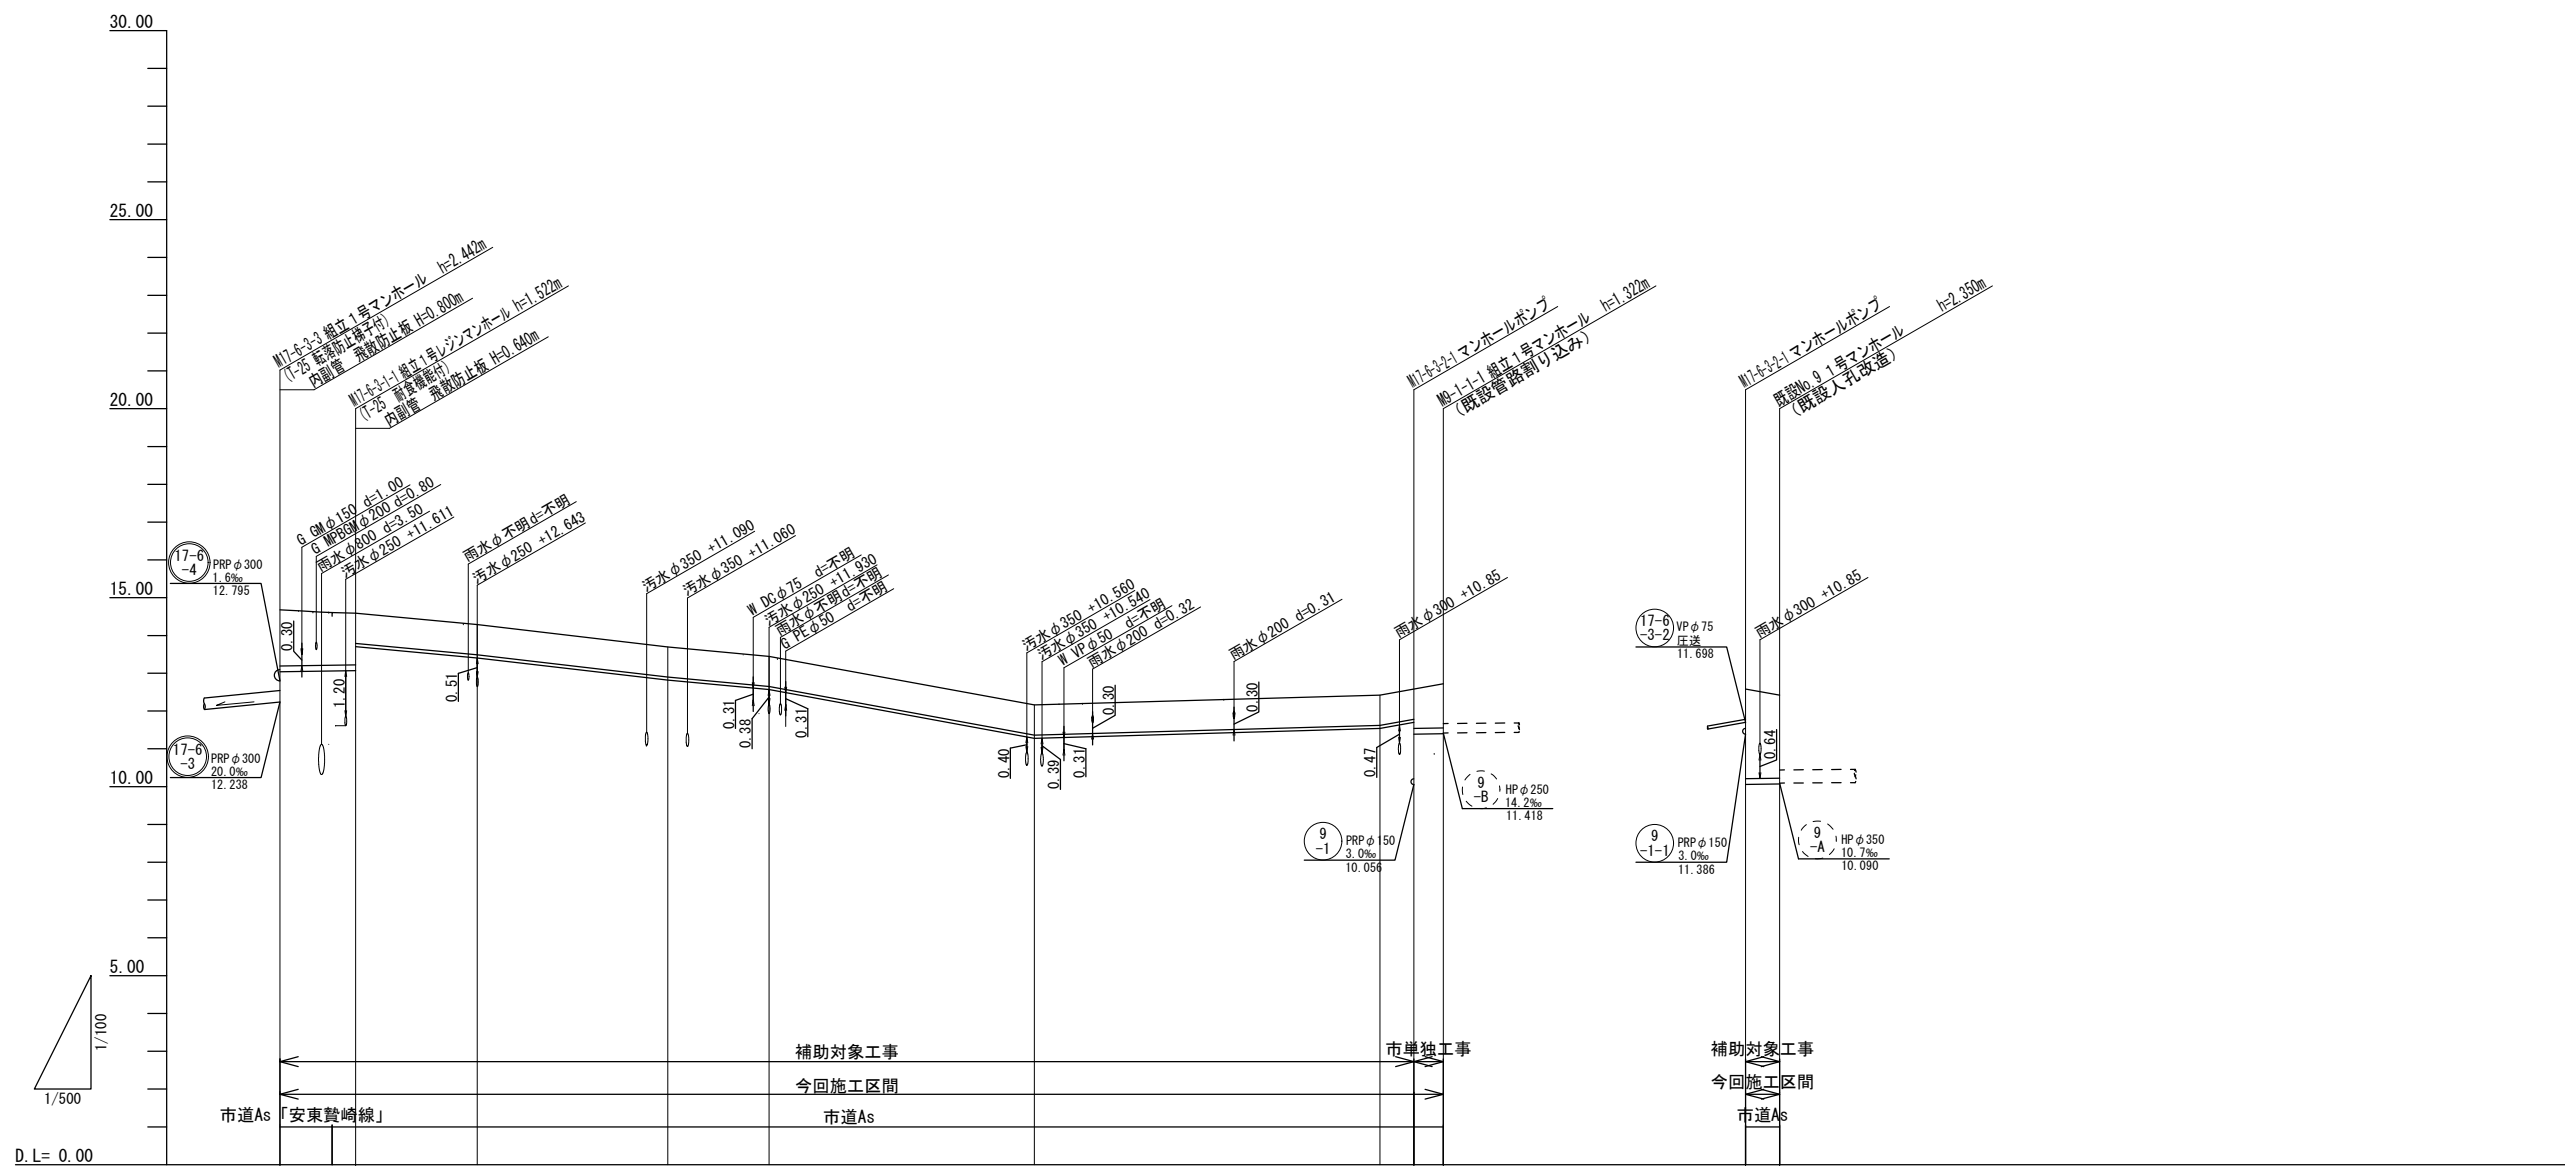 30.00
25.00
20.00
15.00
10.00
5.00
D.L= 0.00
1/100
1/500
M17-6-3-3 組立1号マンホール h=2.442m
(T-25 転落防止梯子付)
内副管 飛散防止板 H=0.800m
M17-6-3-1-1 組立1号レジンマンホール h=1.522m
(T-25 耐食機能付)
内副管 飛散防止板 H=0.640m
17-6
-4
PRPφ300
1.6‰
12.795
17-6
-3
PRPφ300
20.0‰
12.238
G GMφ150 d=1.00
G MPBGMφ200 d=0.80
雨水φ800 d=3.50
汚水φ250 +11.611
0.30
1.20
雨水φ不明d=不明
汚水φ250 +12.643
0.51
汚水φ350 +11.090
汚水φ350 +11.060
W DCφ75 d=不明
汚水φ250 +11.930
雨水φ不明d=不明
G PEφ50 d=不明
0.31
0.38
0.31
汚水φ350 +10.560
汚水φ350 +10.540
W VPφ50 d=不明
雨水φ200 d=0.32
0.40
0.39
0.31
0.30
雨水φ200 d=0.31
0.30
雨水φ300 +10.85
0.47
M17-6-3-2-1 マンホールポンプ
M9-1-1-1 組立1号マンホール h=1.322m
(既設管路割り込み)
9
-1
PRPφ150
3.0‰
10.056
9
-B
HPφ250
14.2‰
11.418
M17-6-3-2-1 マンホールポンプ
既設No.9 1号マンホール h=2.350m
(既設人孔改造)
17-6
-3-2
VPφ75
圧送
11.698
雨水φ300 +10.85
0.64
9
-1-1
PRPφ150
3.0‰
11.386
9
-A
HPφ350
10.7‰
10.090
補助対象工事
市単独工事
今回施工区間
市道As「安東鷲崎線」
市道As
補助対象工事
今回施工区間
市道As